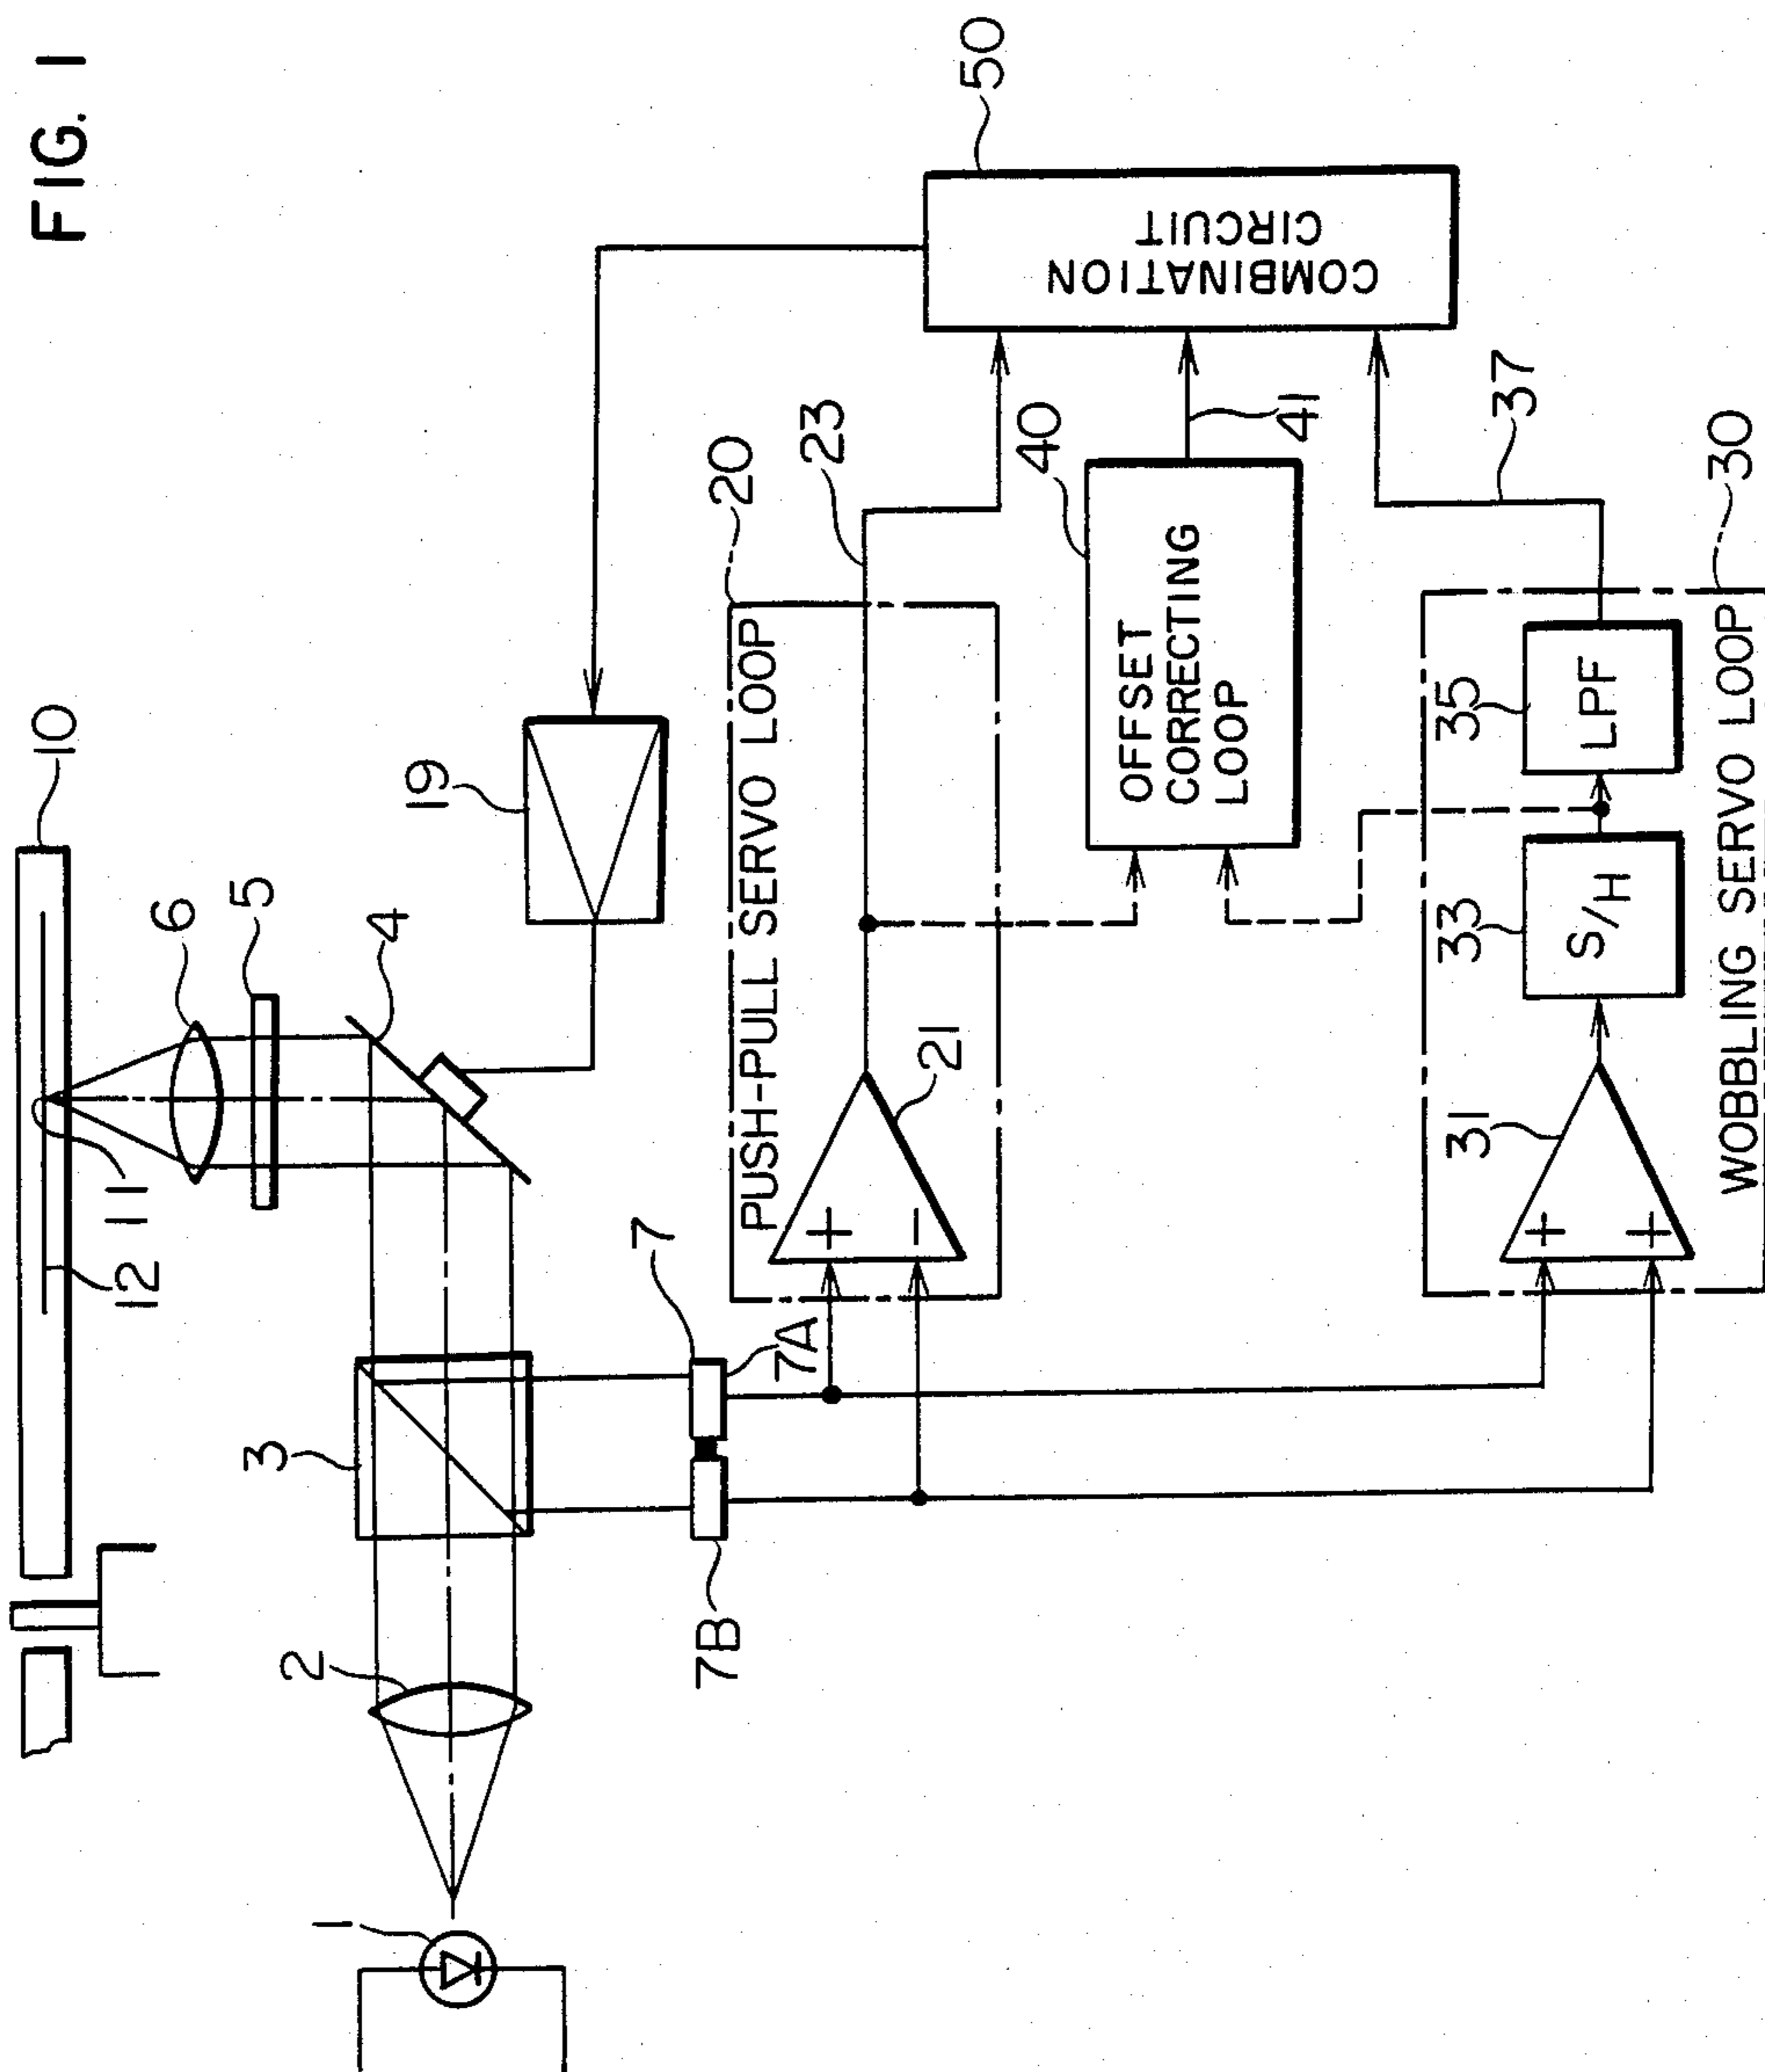 FIG. 1
10
11
12
6
5
4
3
2
1
19
7
7A
7B
20
PUSH-PULL SERVO LOOP
21
23
40
OFFSET
CORRECTING
LOOP
41
50
COMBINATION
CIRCUIT
30
WOBBLING SERVO LOOP
31
+
+
33
S/H
35
LPF
37
+
−